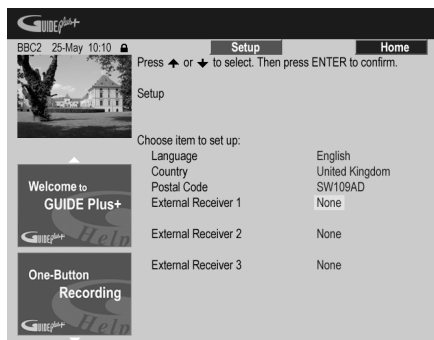 GUIDE Plus+
BBC2 25-May 10:10 Setup Home
Press or to select. Then press ENTER to confirm.
Setup
Choose item to set up:
Language English
Country United Kingdom
Postal Code SW109AD
External Receiver 1 None
External Receiver 2 None
External Receiver 3 None
Welcome to
GUIDE Plus+
GUIDE Plus+ Help
One-Button
Recording
GUIDE Plus+ Help